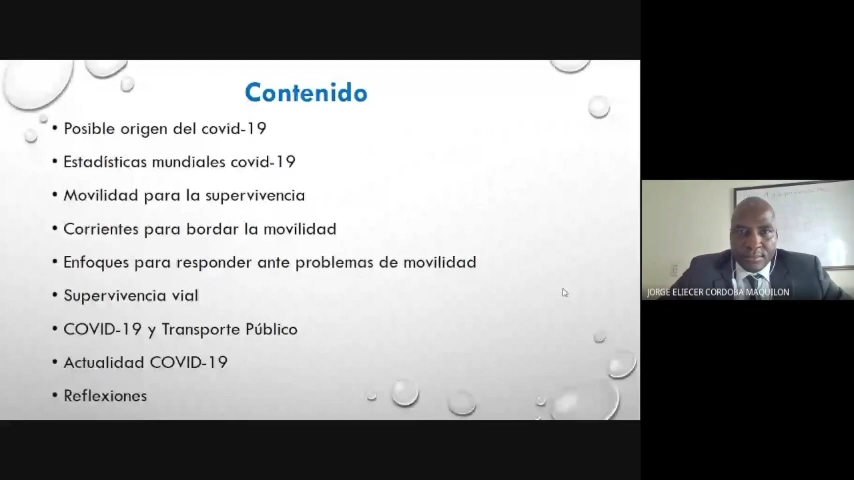 Contenido
• Posible origen del covid-19
• Estadísticas mundiales covid-19
• Movilidad para la supervivencia
• Corrientes para bordar la movilidad
• Enfoques para responder ante problemas de movilidad
• Supervivencia vial
• COVID-19 y Transporte Público
• Actualidad COVID-19
• Reflexiones
JORGE ELIECER CORDOBA MAQUILON